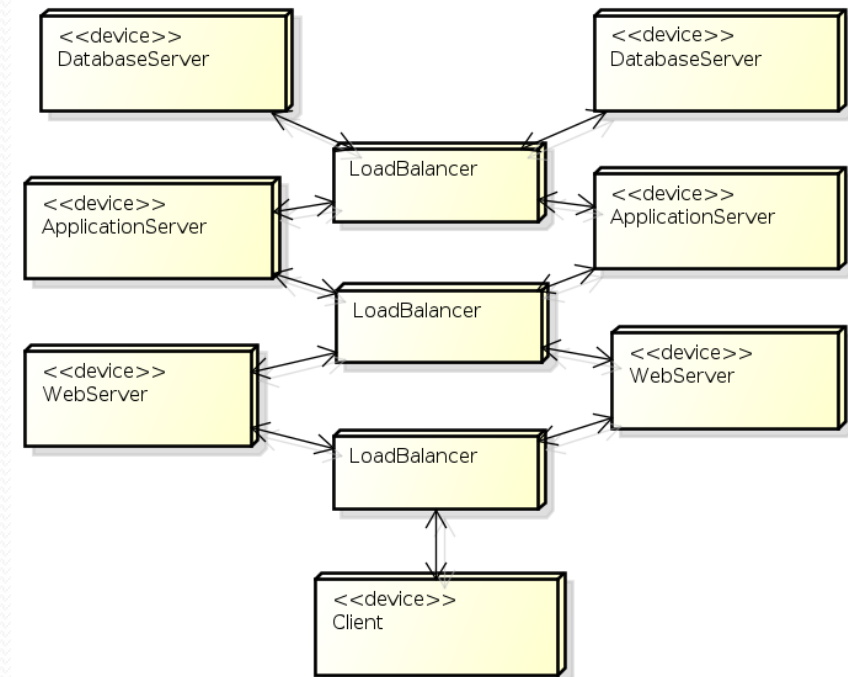 <<device>>
DatabaseServer
<<device>>
DatabaseServer
LoadBalancer
<<device>>
ApplicationServer
<<device>>
ApplicationServer
LoadBalancer
<<device>>
WebServer
<<device>>
WebServer
LoadBalancer
<<device>>
Client